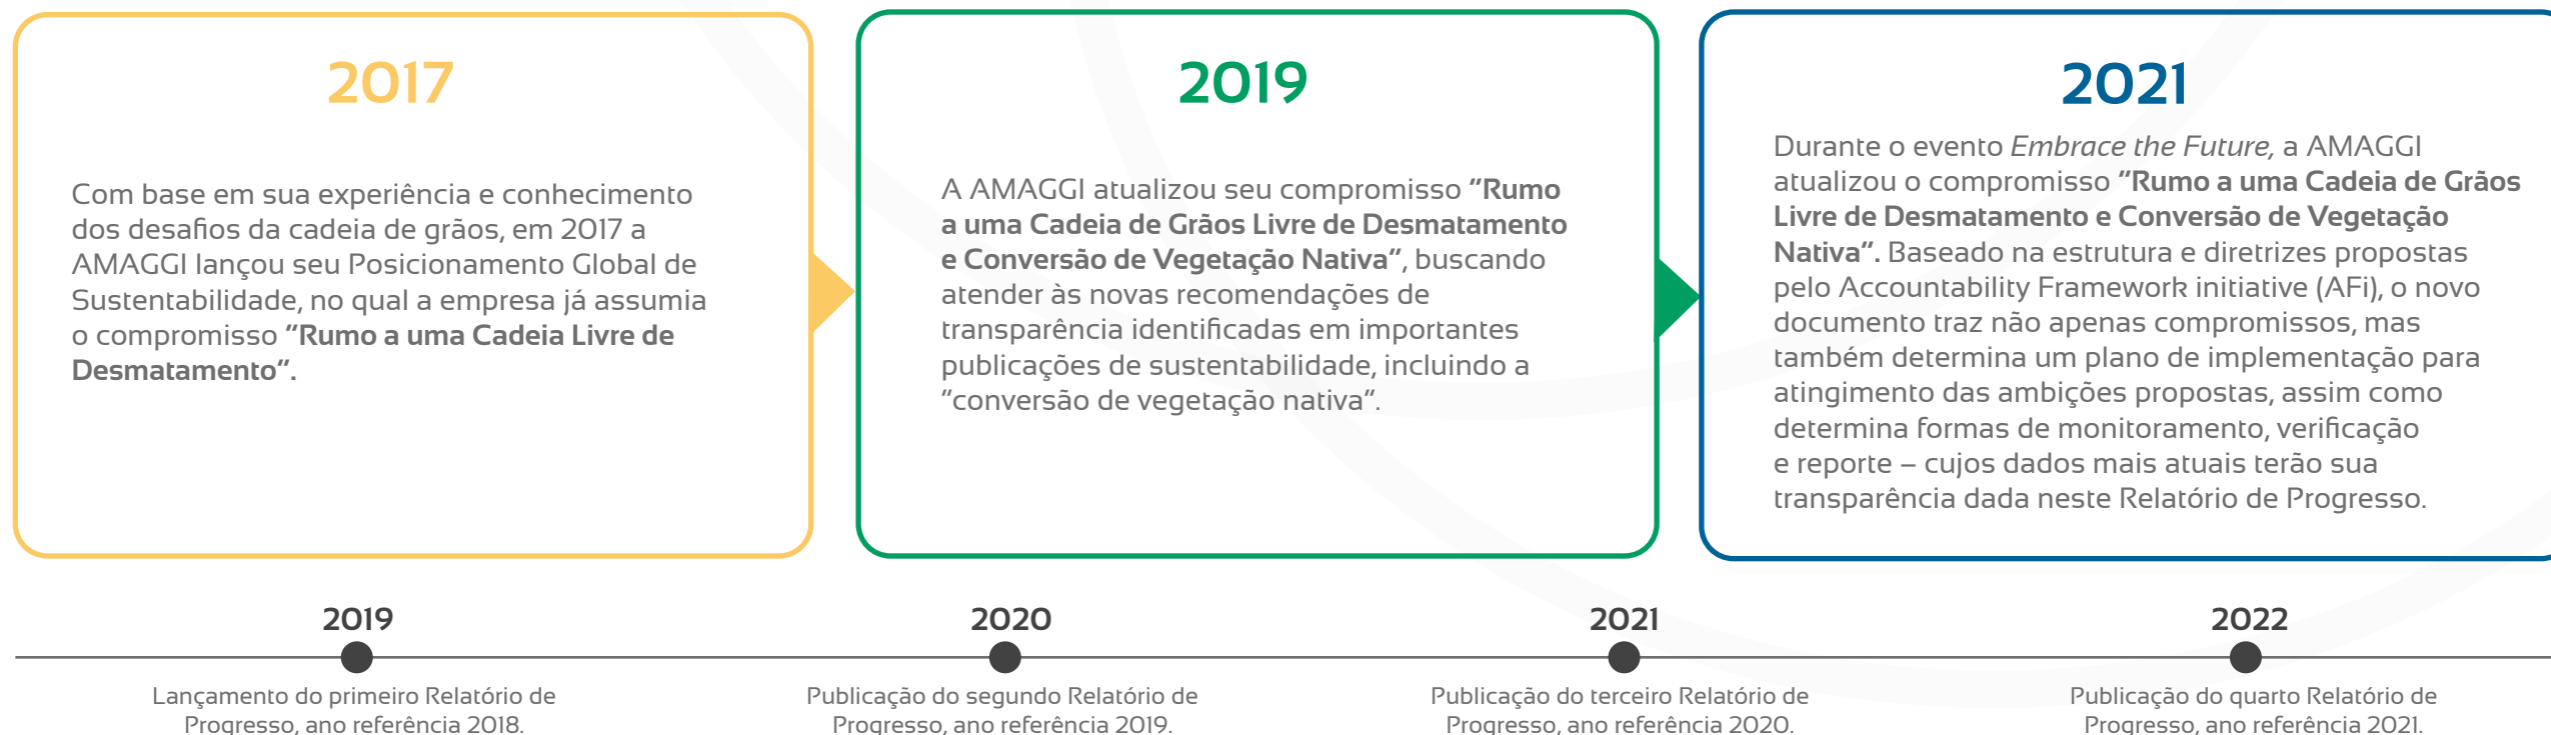 2017
Com base em sua experiência e conhecimento
dos desafios da cadeia de grãos, em 2017 a
AMAGGI lançou seu Posicionamento Global de
Sustentabilidade, no qual a empresa já assumia
o compromisso "Rumo a uma Cadeia Livre de
Desmatamento".
2019
A AMAGGI atualizou seu compromisso "Rumo
a uma Cadeia de Grãos Livre de Desmatamento
e Conversão de Vegetação Nativa", buscando
atender às novas recomendações de
transparência identificadas em importantes
publicações de sustentabilidade, incluindo a
"conversão de vegetação nativa".
2021
Durante o evento Embrace the Future, a AMAGGI
atualizou o compromisso "Rumo a uma Cadeia de Grãos
Livre de Desmatamento e Conversão de Vegetação
Nativa". Baseado na estrutura e diretrizes propostas
pelo Accountability Framework initiative (AFi), o novo
documento traz não apenas compromissos, mas
também determina um plano de implementação para
atingimento das ambições propostas, assim como
determina formas de monitoramento, verificação
e reporte – cujos dados mais atuais terão sua
transparência dada neste Relatório de Progresso.
2019
Lançamento do primeiro Relatório de
Progresso, ano referência 2018.
2020
Publicação do segundo Relatório de
Progresso, ano referência 2019.
2021
Publicação do terceiro Relatório de
Progresso, ano referência 2020.
2022
Publicação do quarto Relatório de
Progresso, ano referência 2021.